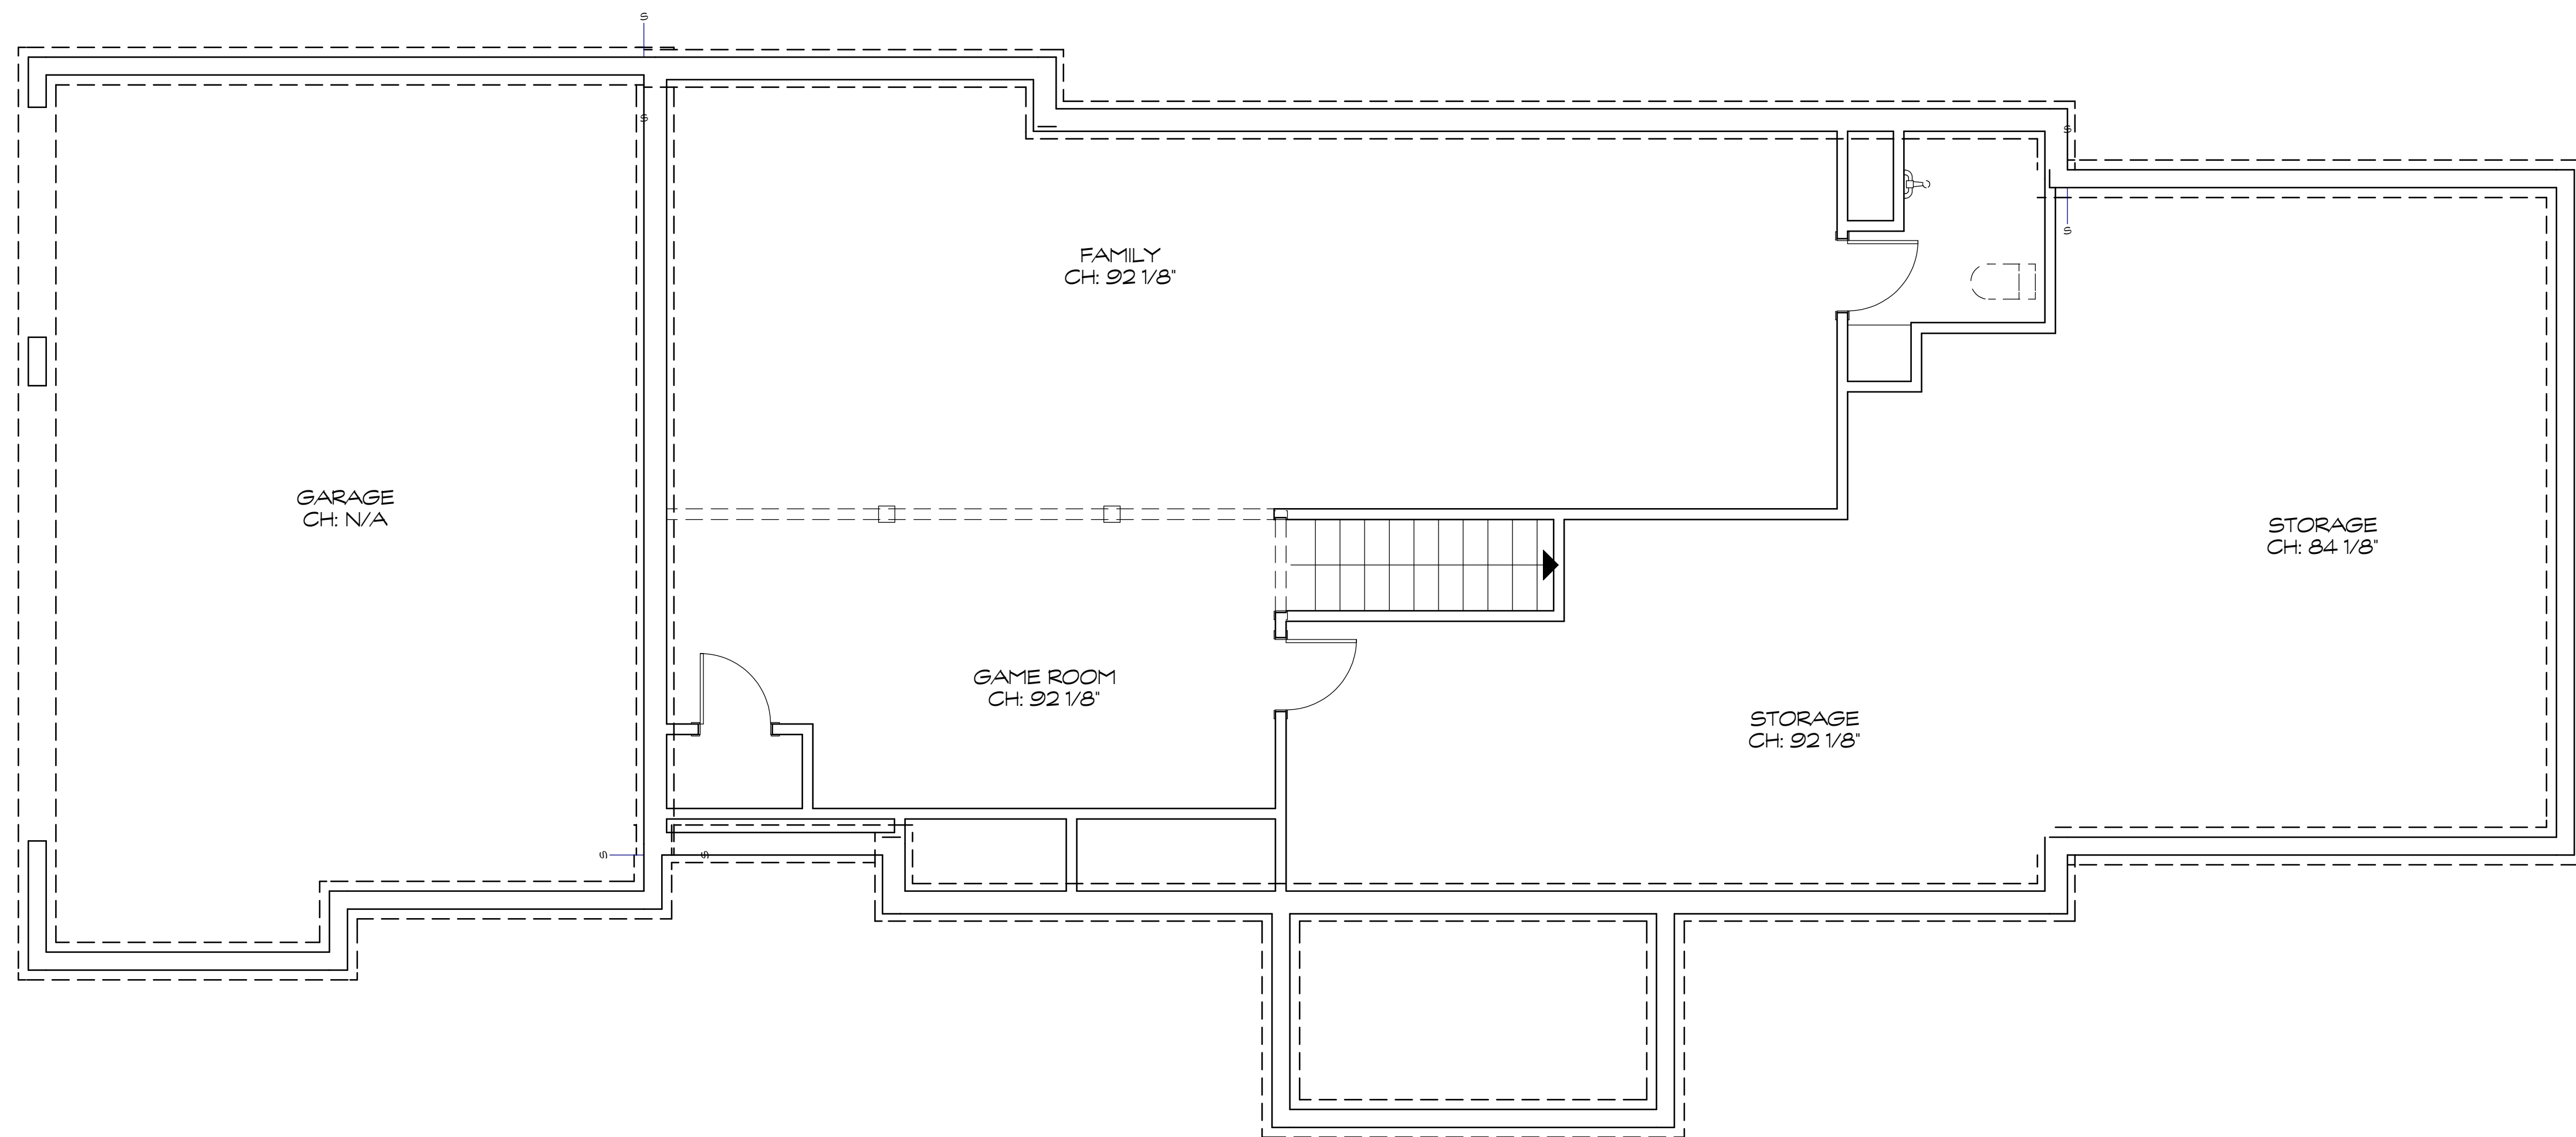 S
S
S
S
FAMILY
CH: 92 1/8"
GARAGE
CH: N/A
STORAGE
CH: 84 1/8"
GAME ROOM
CH: 92 1/8"
STORAGE
CH: 92 1/8"
S
S